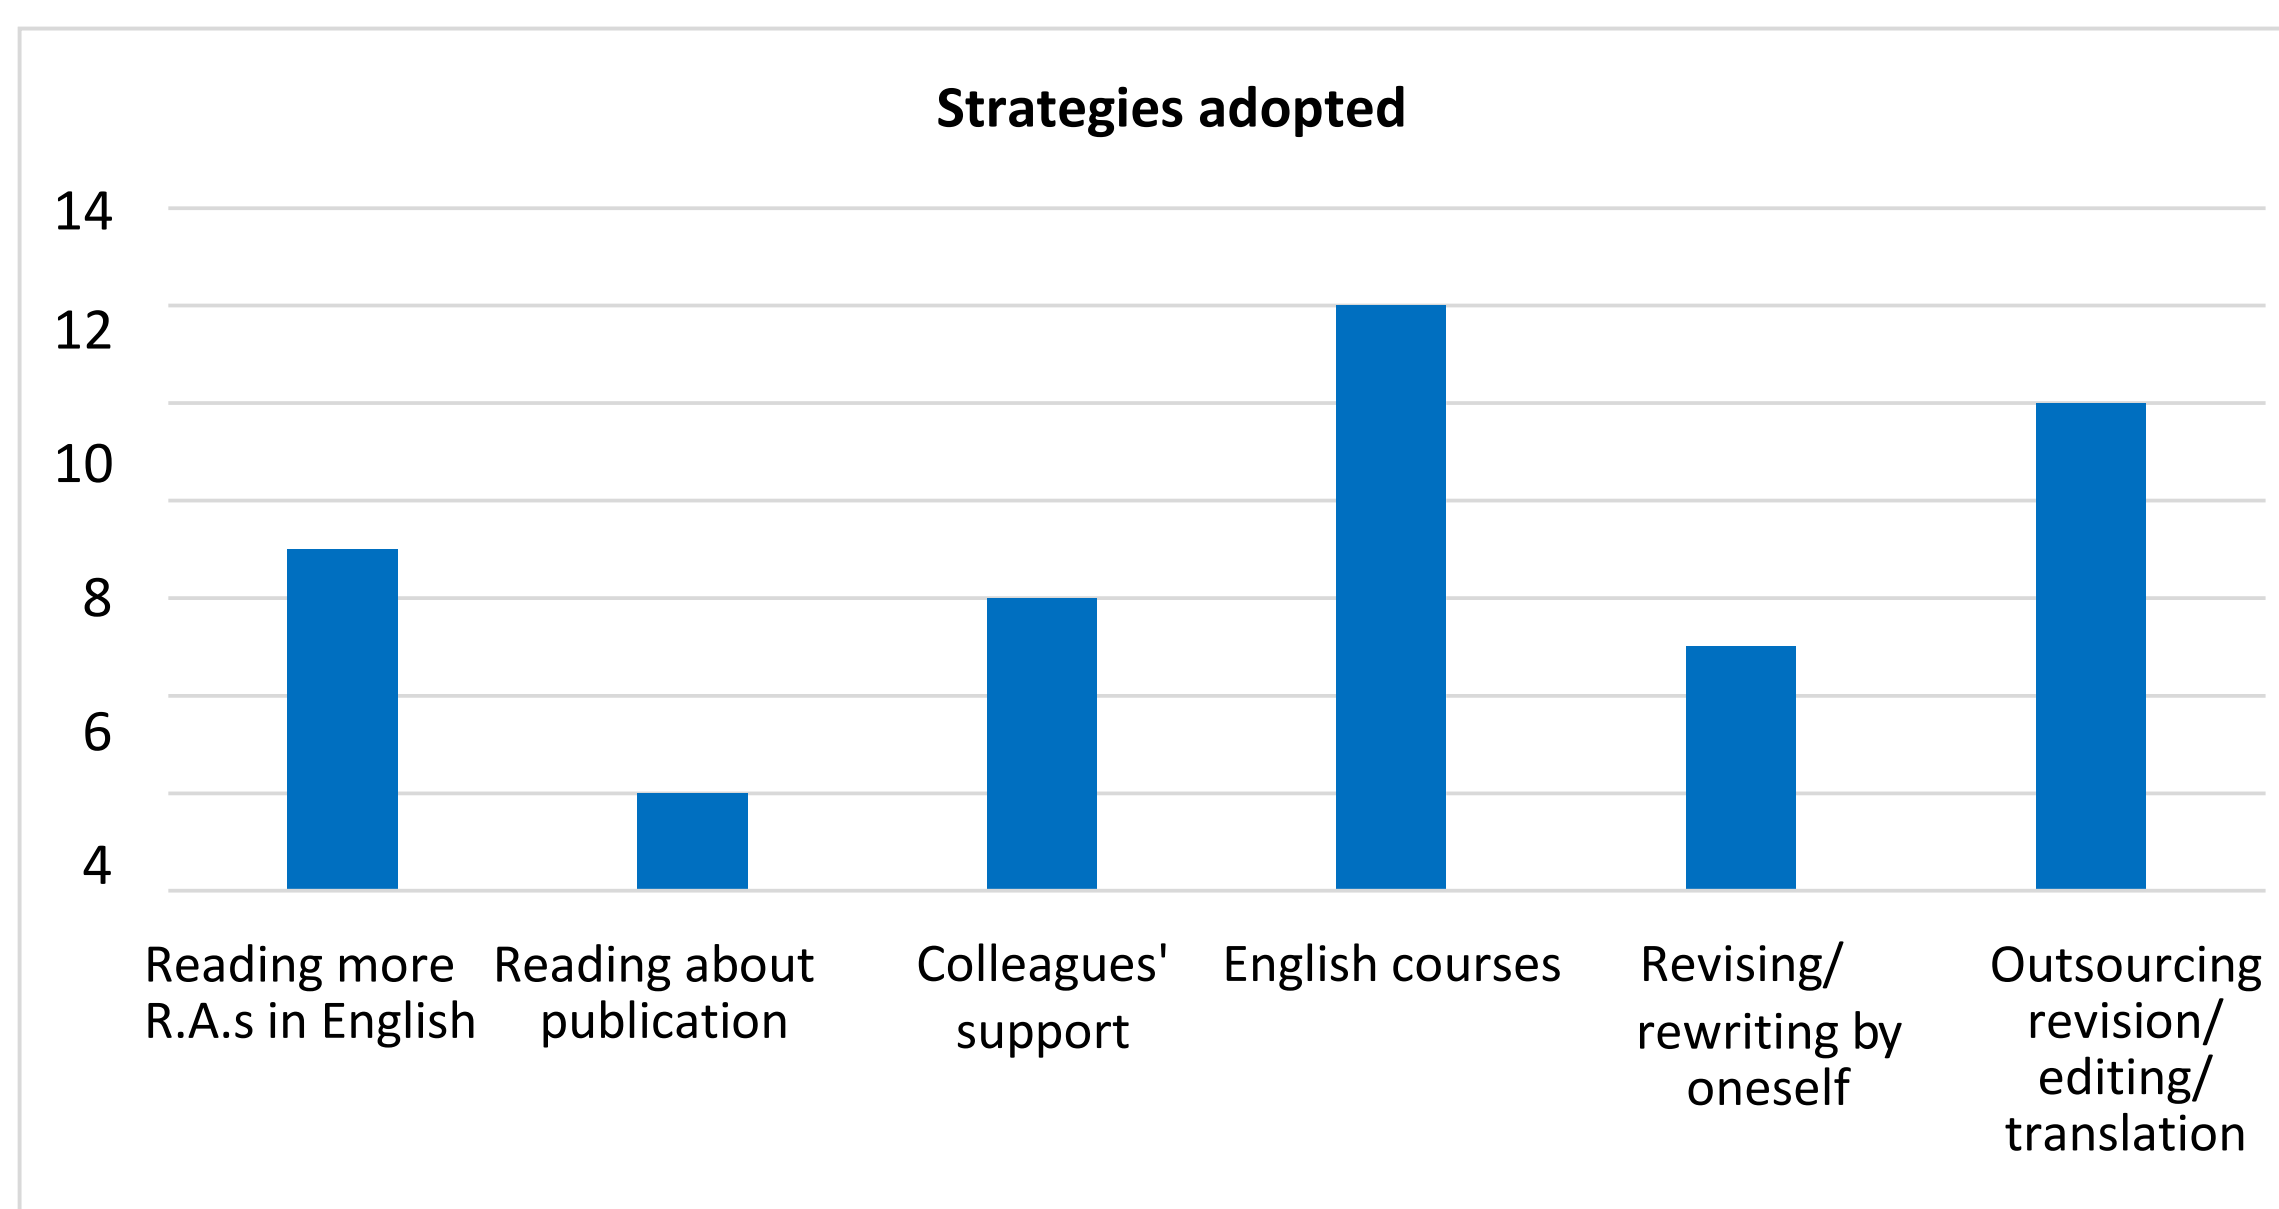 Strategies adopted
14
12
10
8
6
4
Reading more
R.A.s in English
Reading about
publication
Colleagues'
support
English courses
Revising/
rewriting by
oneself
Outsourcing
revision/
editing/
translation